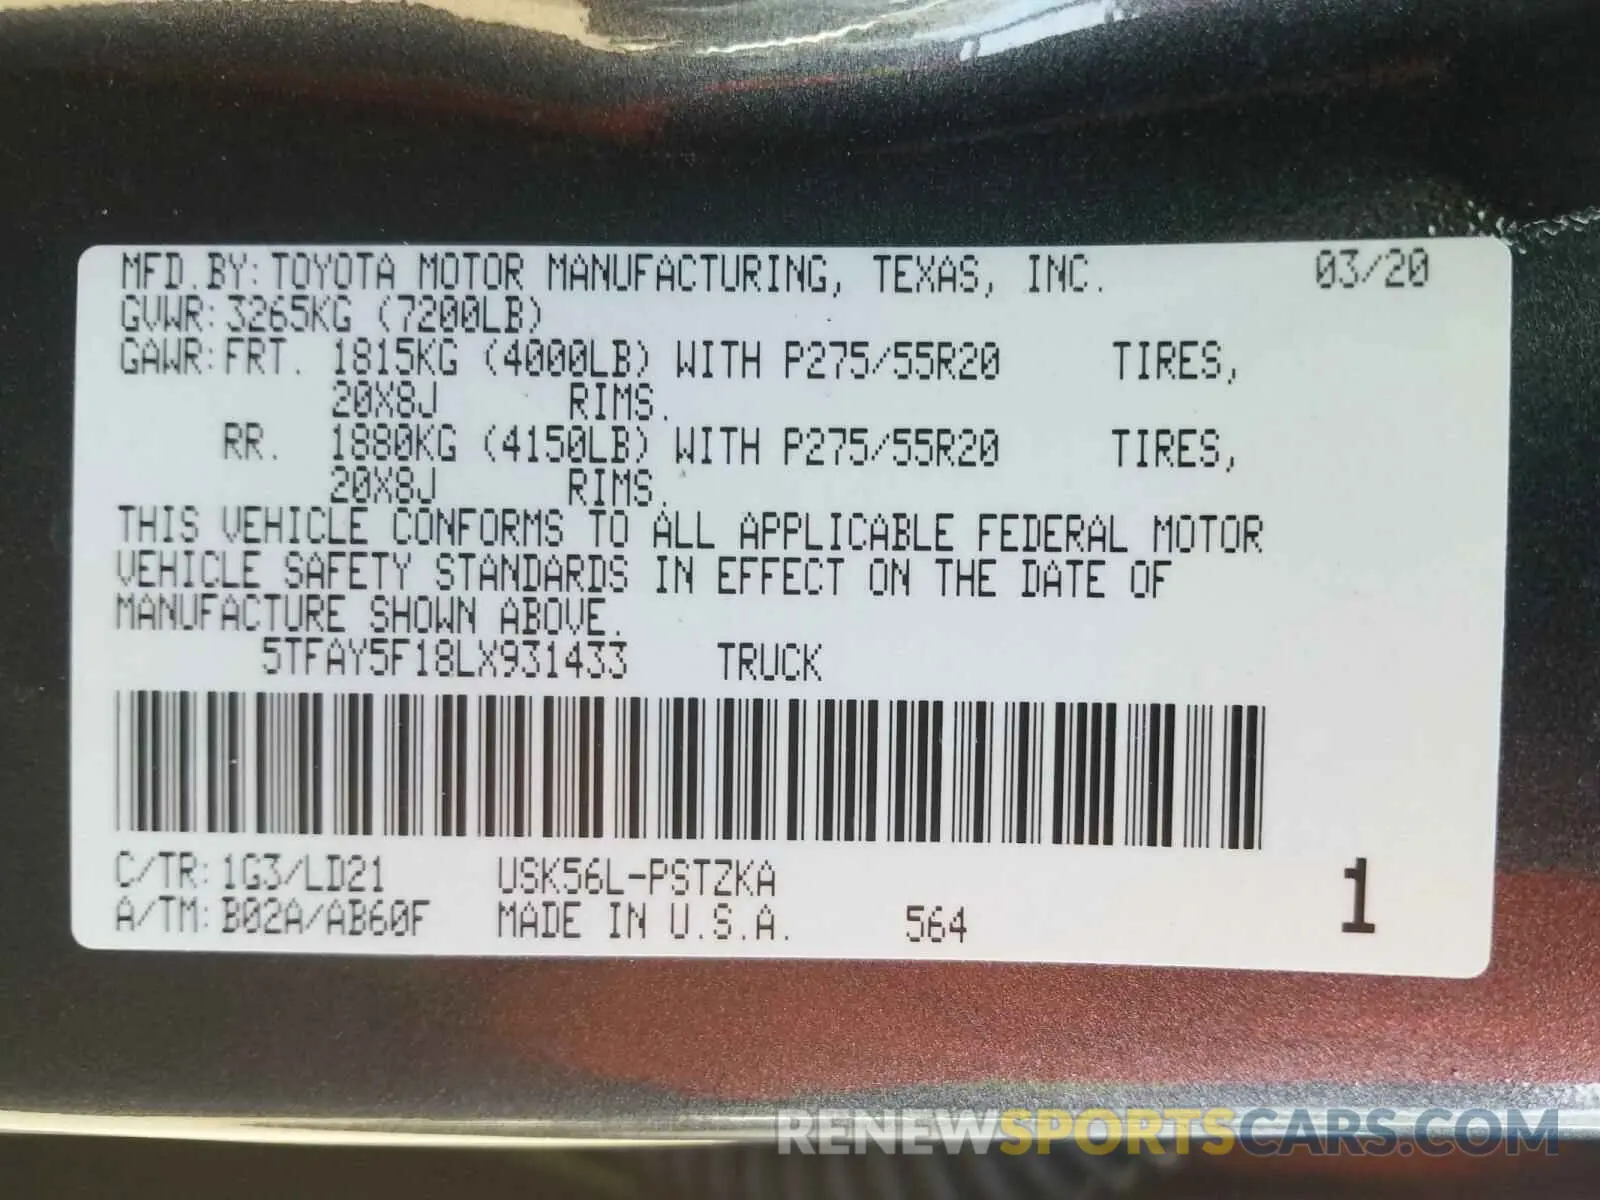 MFD.BY: TOYOTA MOTOR MANUFACTURING, TEXAS, INC. 03/20
GVWR: 3265KG (7200LB)
GAWR: FRT. 1815KG (4000LB) WITH P275/55R20 TIRES,
20X8J RIMS.
RR. 1880KG (4150LB) WITH P275/55R20 TIRES,
20X8J RIMS.
THIS VEHICLE CONFORMS TO ALL APPLICABLE FEDERAL MOTOR
VEHICLE SAFETY STANDARDS IN EFFECT ON THE DATE OF
MANUFACTURE SHOWN ABOVE.
5TFAY5F18LX931433 TRUCK
C/TR: 1G3/LD21 USK56L-PSTZKA
A/TM: B02A/AB60F MADE IN U.S.A. 564 1
RENEWSPORTSCARS.COM